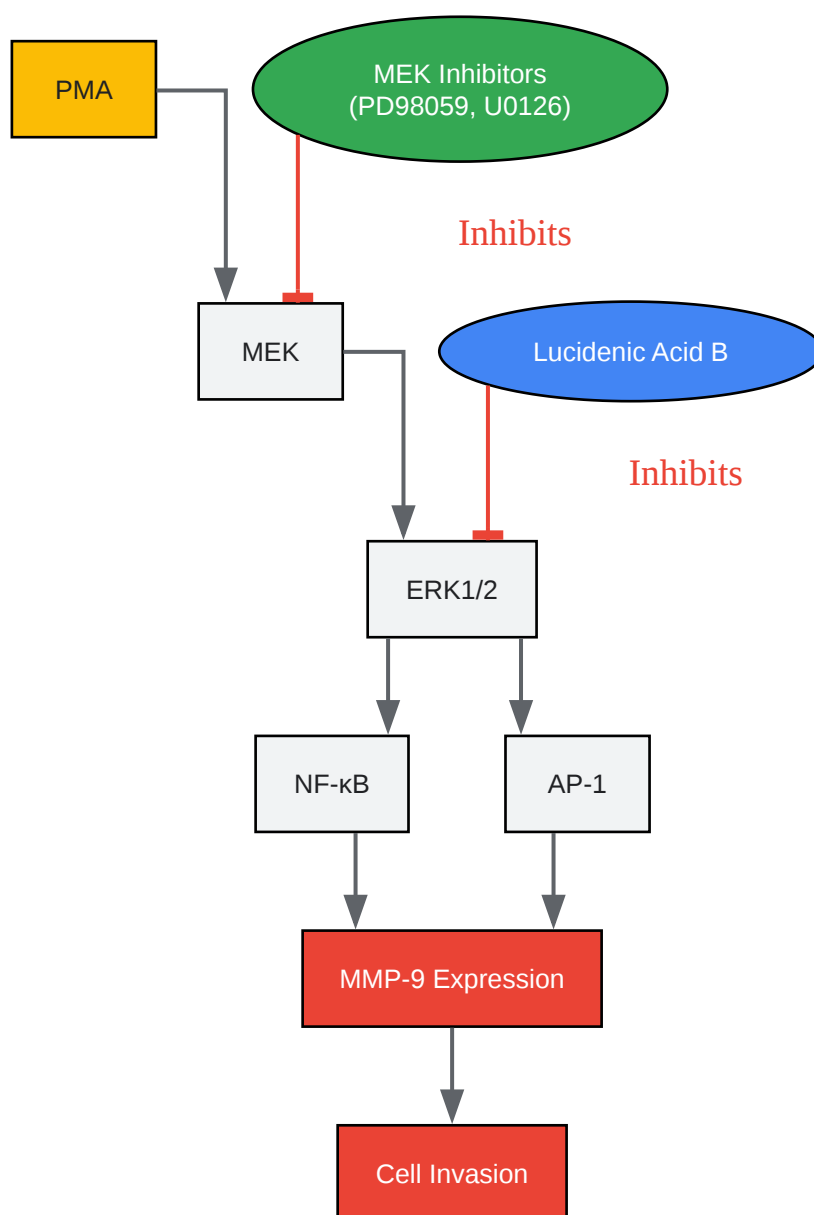 PMA
MEK Inhibitors
(PD98059, U0126)
Inhibits
MEK
Lucidenic Acid B
Inhibits
ERK1/2
NF-κB
AP-1
MMP-9 Expression
Cell Invasion